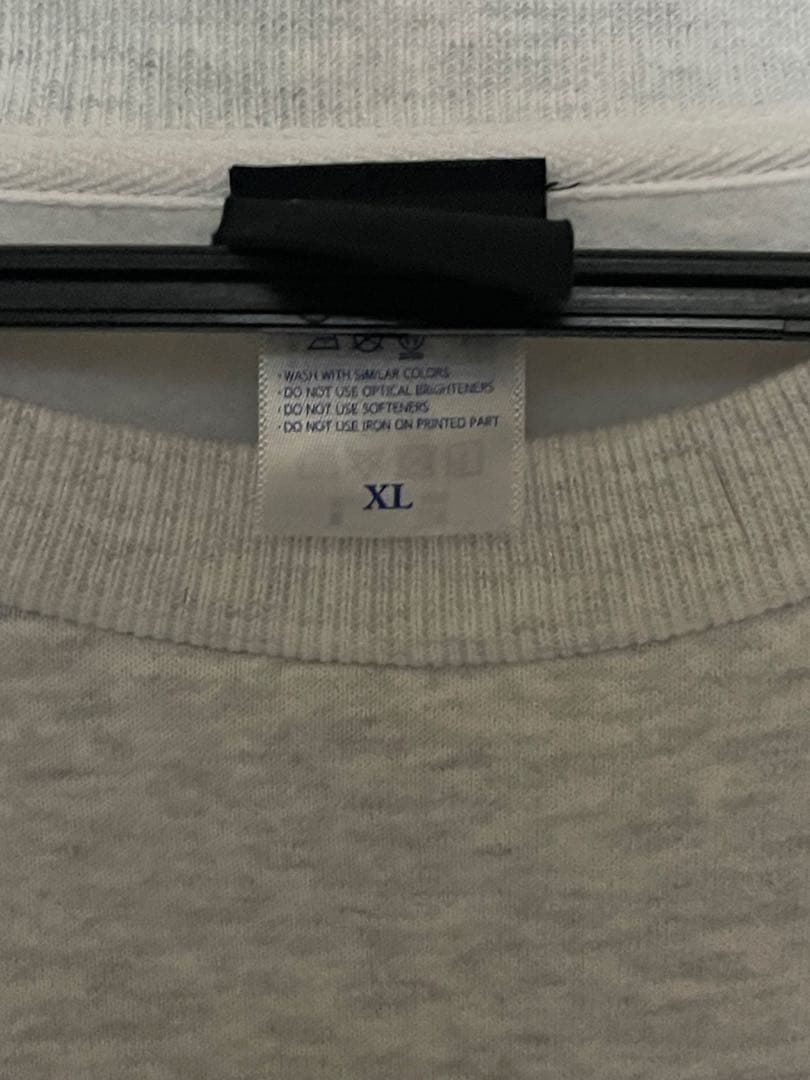 · WASH WITH SIMILAR COLORS
· DO NOT USE OPTICAL BRIGHTENERS
· DO NOT USE SOFTENERS
· DO NOT USE IRON ON PRINTED PART
XL